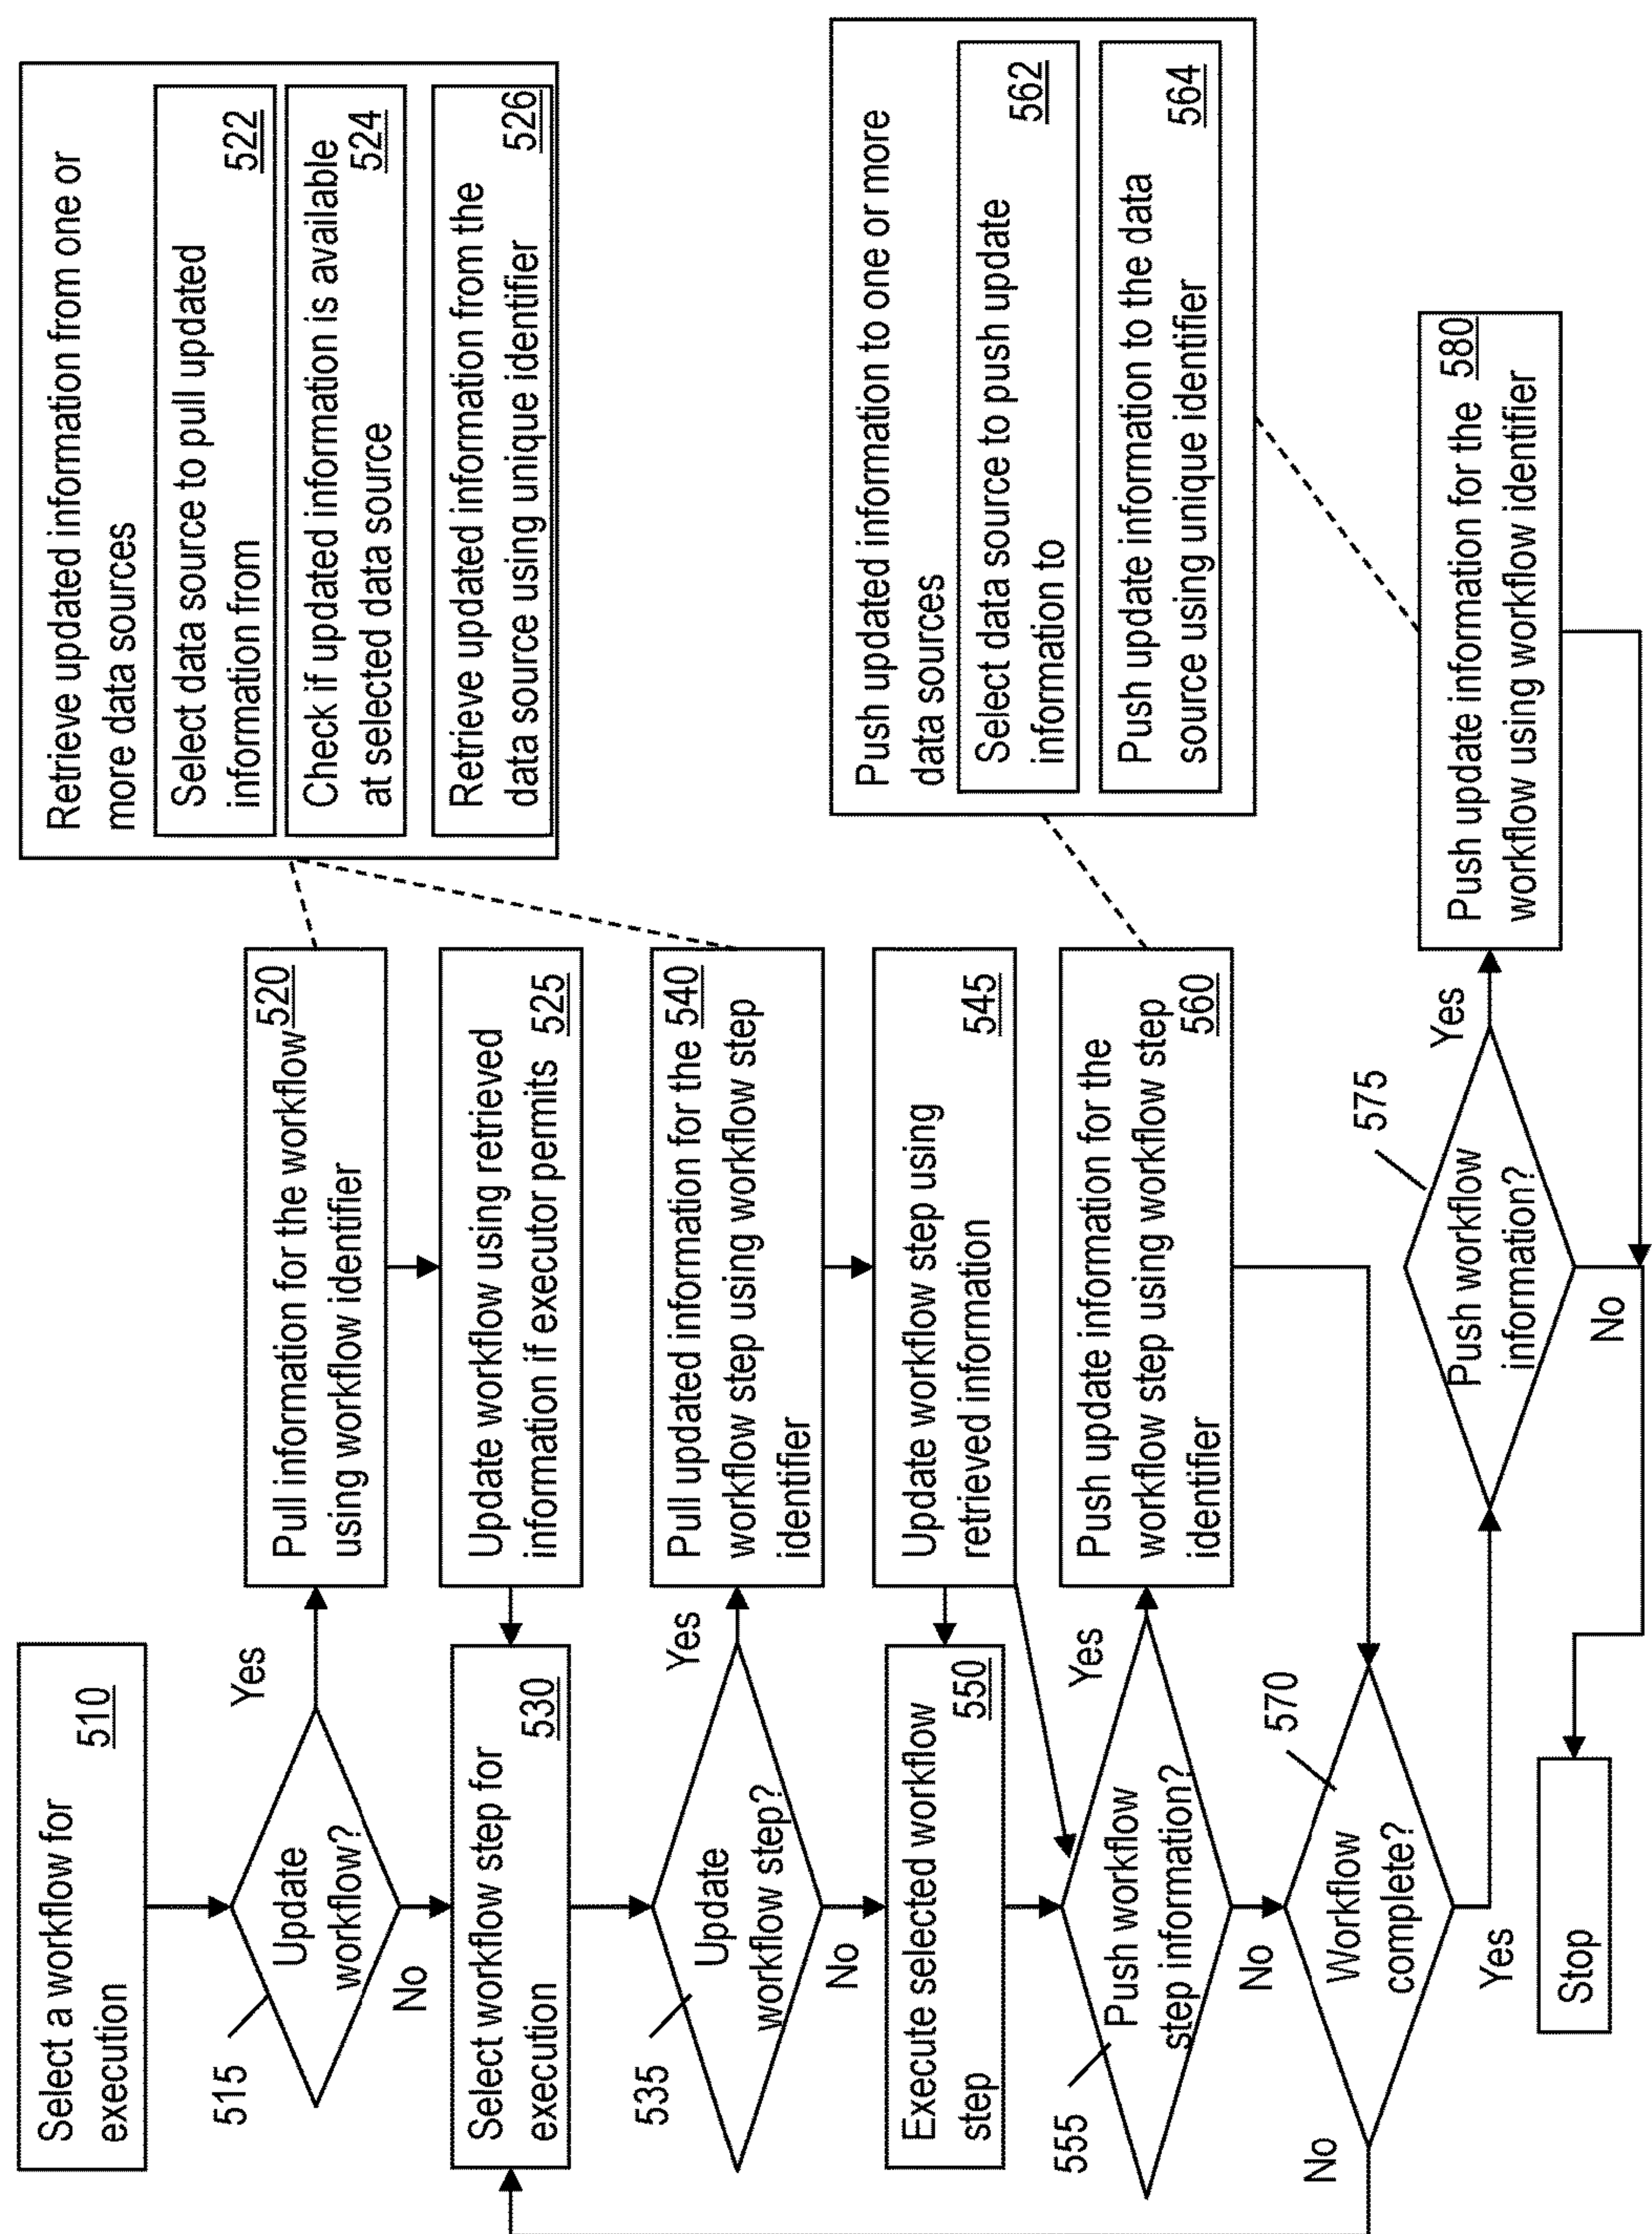 Select a workflow for
execution
510
515
Update
workflow?
Yes
No
Pull information for the workflow
520
using workflow identifier
Update workflow using retrieved
information if executor permits
525
Select workflow step for
execution
530
535
Update
workflow step?
Yes
No
Pull updated information for the
540
workflow step using workflow step
identifier
Update workflow step using
retrieved information
545
Execute selected workflow
step
550
555
Push workflow
step information?
Yes
No
Push update information for the
workflow step using workflow step
560
identifier
570
Workflow
complete?
No
Yes
575
Push workflow
information?
Yes
No
Push update information for the
580
workflow using workflow identifier
Stop
Retrieve updated information from one or
more data sources
Select data source to pull updated
information from
522
Check if updated information is available
at selected data source
524
Retrieve updated information from the
data source using unique identifier
526
Push updated information to one or more
data sources
Select data source to push update
information to
562
Push update information to the data
source using unique identifier
564